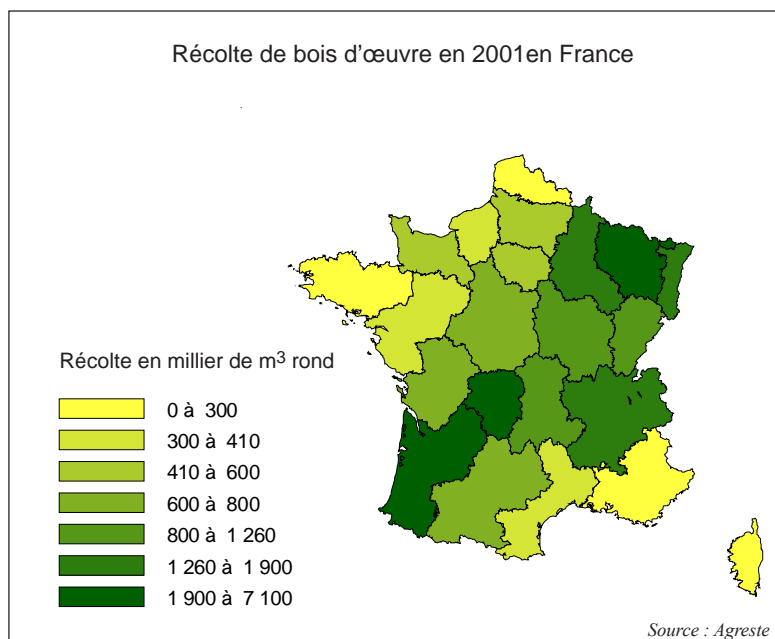 Récolte de bois d’œuvre en 2001en France
Récolte en millier de m³ rond
0 à 300
300 à 410
410 à 600
600 à 800
800 à 1 260
1 260 à 1 900
1 900 à 7 100
Source : Agreste